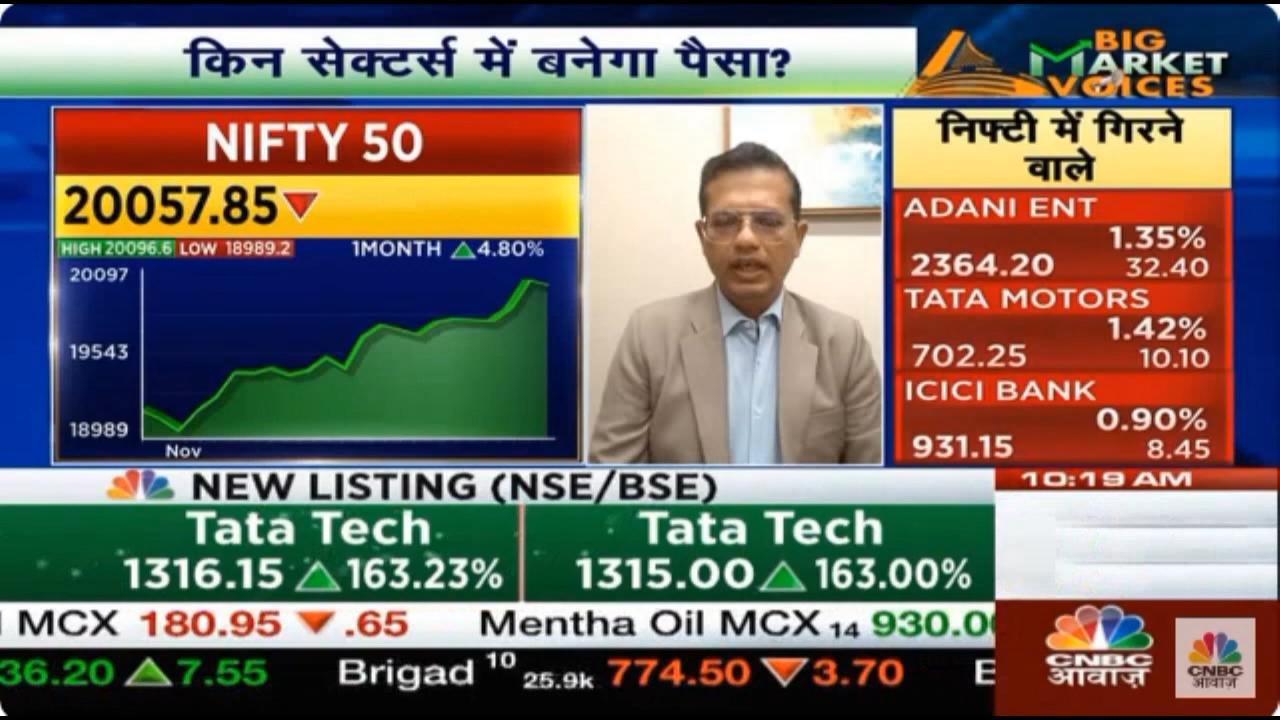 किन सेक्टर्स में बनेगा पैसा?
BIG
MARKET
VOICES
NIFTY 50
20057.85
HIGH 20096.6 LOW 18989.2 1MONTH 4.80%
20097
19543
18989
Nov
निफ्टी में गिरने
वाले
ADANI ENT
1.35%
2364.20 32.40
TATA MOTORS
1.42%
702.25 10.10
ICICI BANK
0.90%
931.15 8.45
NEW LISTING (NSE/BSE)
10:19 AM
Tata Tech Tata Tech
1316.15 163.23% 1315.00 163.00%
MCX 180.95 .65 Mentha Oil MCX 14 930.0
36.20 7.55 Brigad 10 25.9k 774.50 3.70
CNBC
आवाज़
CNBC
आवाज़